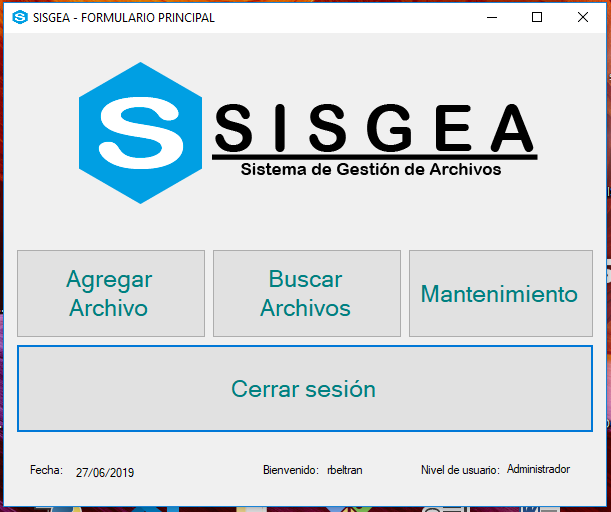 SISGEA - FORMULARIO PRINCIPAL
S SISGEA
Sistema de Gestión de Archivos
Agregar
Archivo
Buscar
Archivos
Mantenimiento
Cerrar sesión
Fecha: 27/06/2019 Bienvenido: rbeltran Nivel de usuario: Administrador